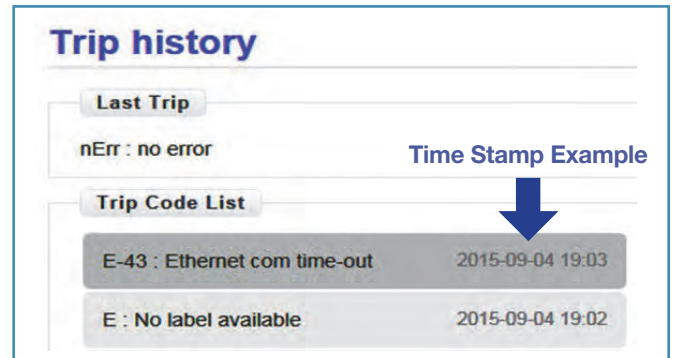 Trip history
Last Trip
nErr : no error
Time Stamp Example
Trip Code List
E-43 : Ethernet com time-out 2015-09-04 19:03
E : No label available 2015-09-04 19:02